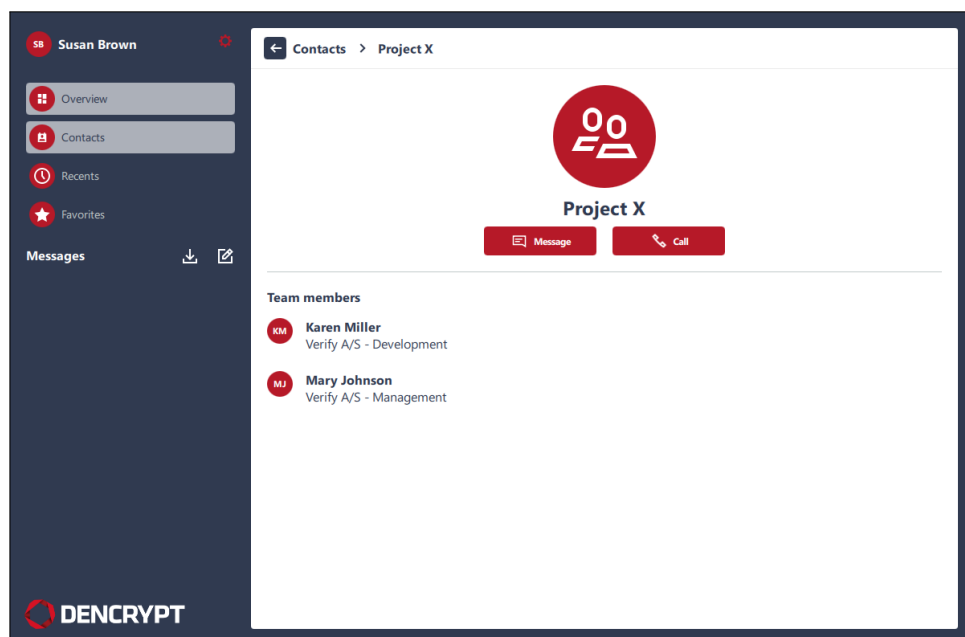 SB Susan Brown
Overview
Contacts
Recents
Favorites
Messages
DENCRYPT
Contacts > Project X
Project X
Message Call
Team members
KM Karen Miller
Verify A/S - Development
MJ Mary Johnson
Verify A/S - Management